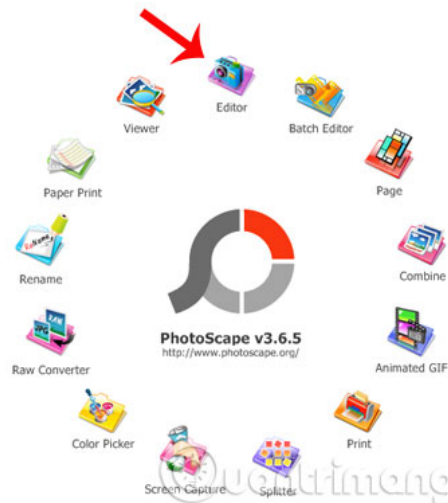 Editor
Batch Editor
Viewer
Page
Paper Print
Combine
Rename
PhotoScape v3.6.5
http://www.photoscape.org/
Animated GIF
Raw Converter
Print
Color Picker
Screen Capture
Splitter
Quantrimang